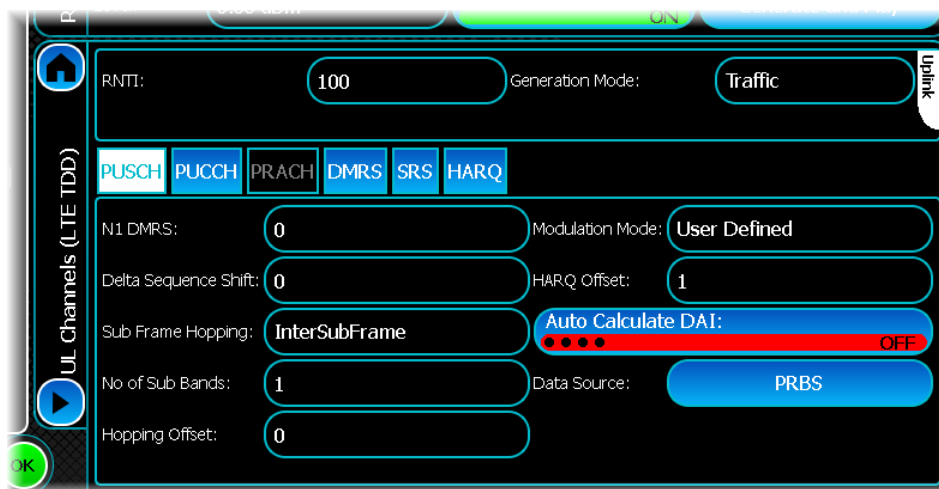 ON
RNTI: 100 Generation Mode: Traffic
Uplink
UL Channels (LTE TDD)
PUSCH PUCCH PRACH DMRS SRS HARQ
N1 DMRS: 0 Modulation Mode: User Defined
Delta Sequence Shift: 0 HARQ Offset: 1
Sub Frame Hopping: InterSubFrame Auto Calculate DAI:
OFF
No of Sub Bands: 1 Data Source: PRBS
Hopping Offset: 0
OK